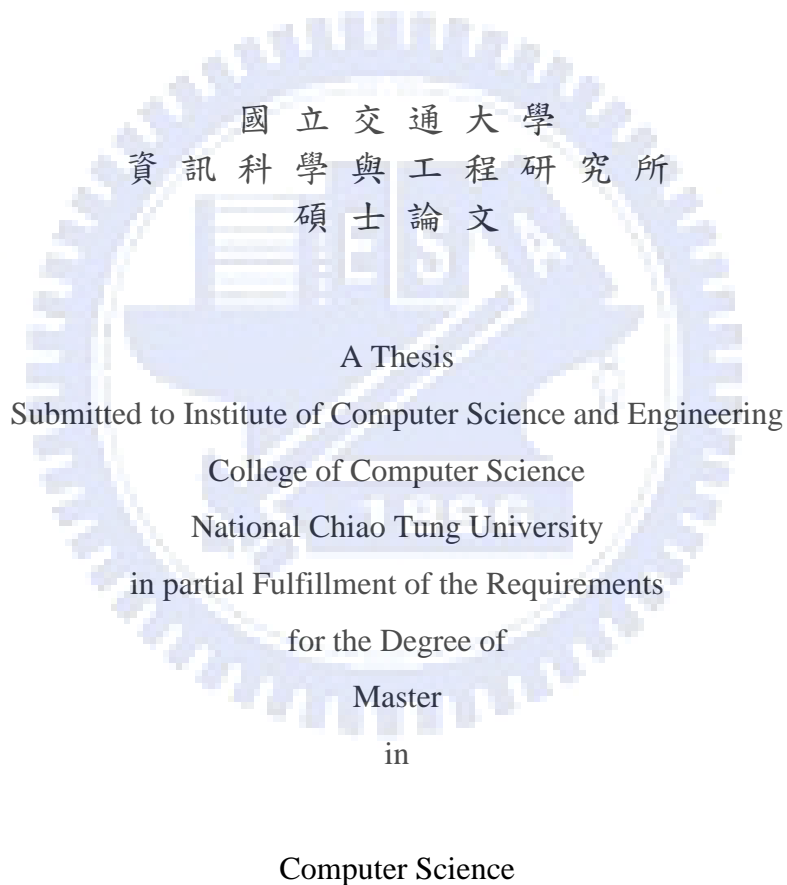 國立交通大學
資訊科學與工程研究所
碩士論文
A Thesis
Submitted to Institute of Computer Science and Engineering
College of Computer Science
National Chiao Tung University
in partial Fulfillment of the Requirements
for the Degree of
Master
in
Computer Science